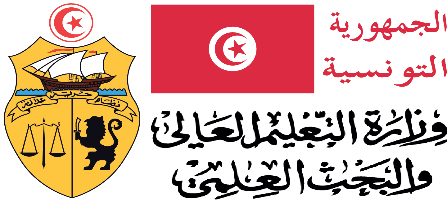 الجمهورية
التونسية
وزارة التعليم العالي
والبحث العلمي